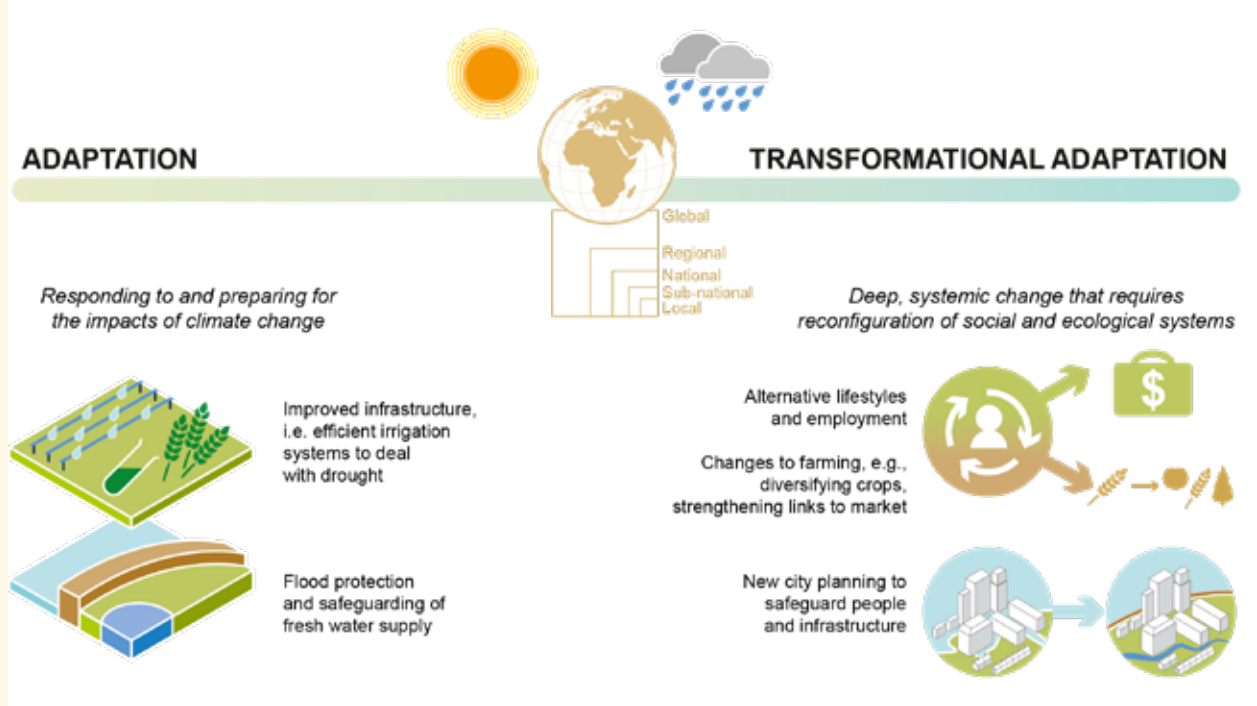 ADAPTATION
TRANSFORMATIONAL ADAPTATION
Global
Regional
National
Sub-national
Local
Responding to and preparing for
the impacts of climate change
Improved infrastructure,
i.e. efficient irrigation
systems to deal
with drought
Flood protection
and safeguarding of
fresh water supply
Deep, systemic change that requires
reconfiguration of social and ecological systems
Alternative lifestyles
and employment
$
Changes to farming, e.g.,
diversifying crops,
strengthening links to market
New city planning to
safeguard people
and infrastructure